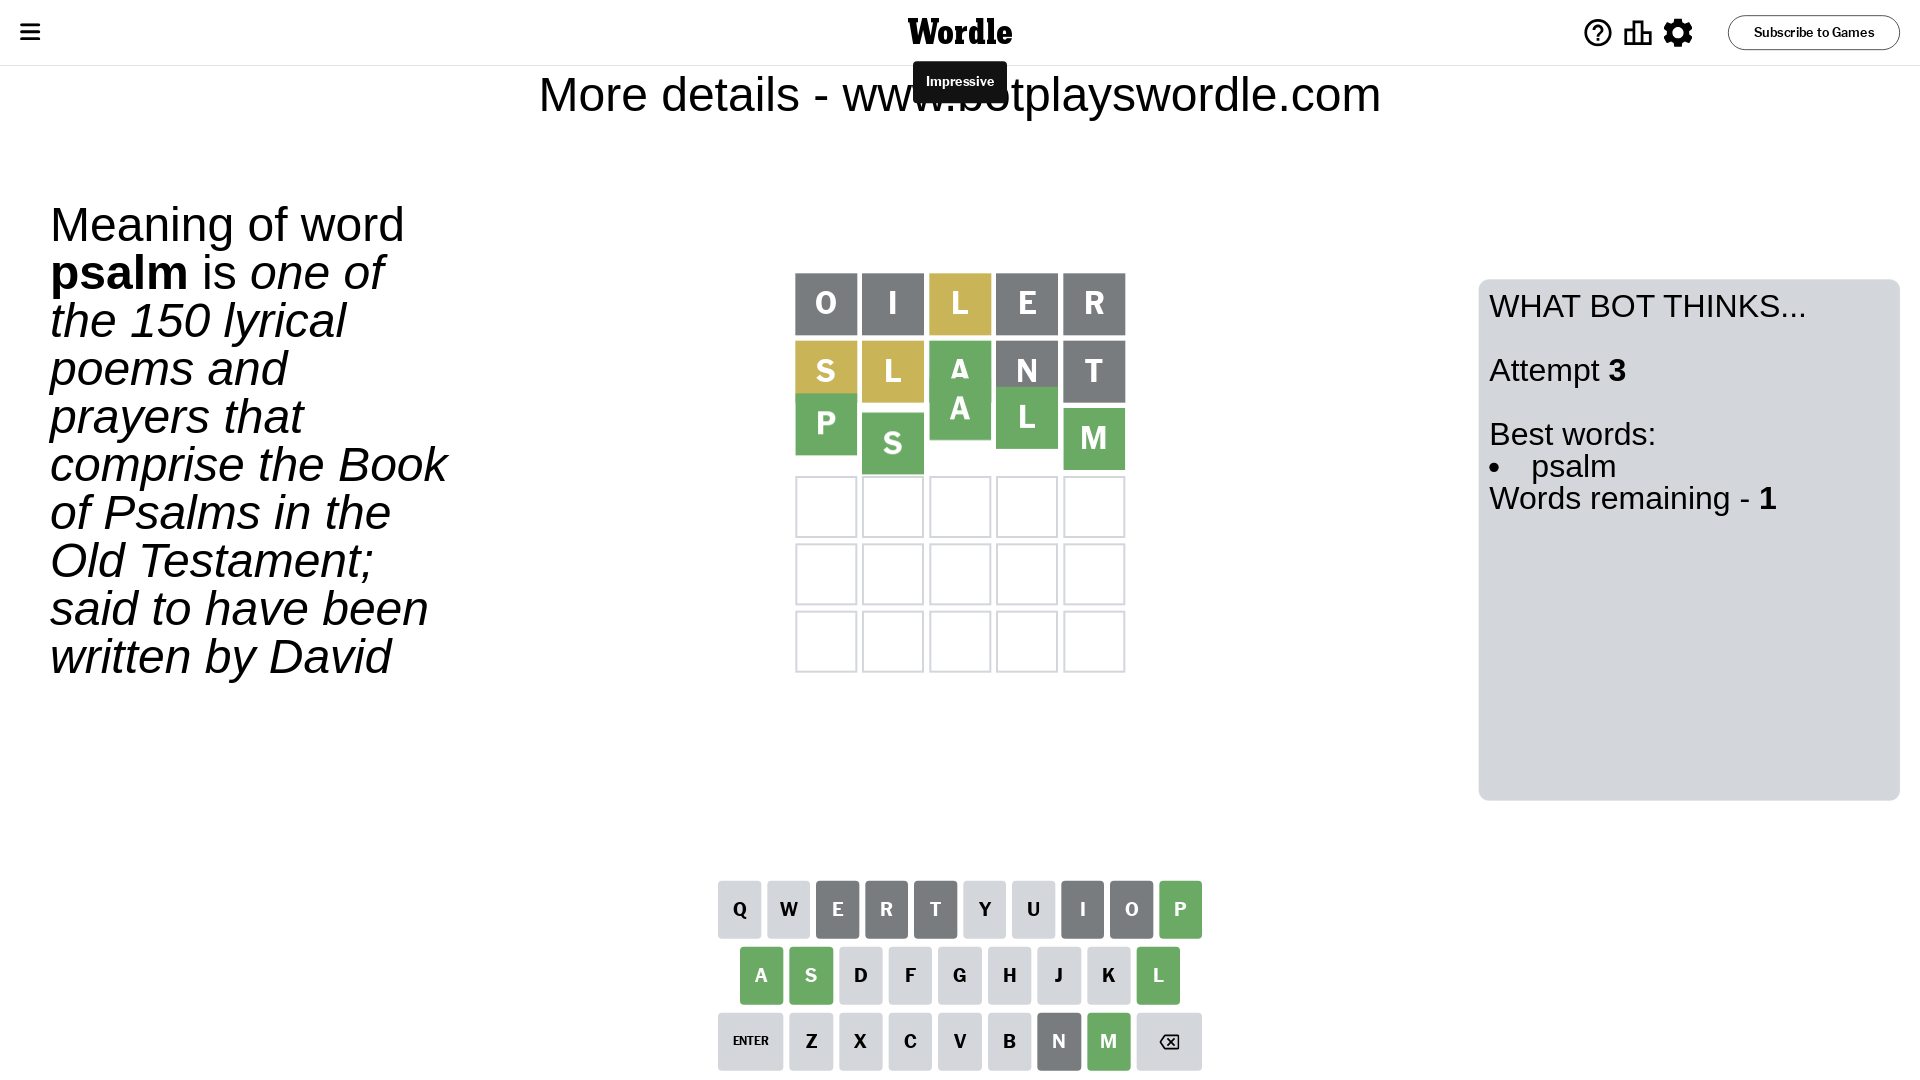 Wordle
Subscribe to Games
Impressive
More details - www.botplayswordle.com
Meaning of word
psalm is one of
the 150 lyrical
poems and
prayers that
comprise the Book
of Psalms in the
Old Testament;
said to have been
written by David
O I L E R
S L A N T
P S A L M
WHAT BOT THINKS...
Attempt 3
Best words:
• psalm
Words remaining - 1
Q W E R T Y U I O P
A S D F G H J K L
ENTER Z X C V B N M